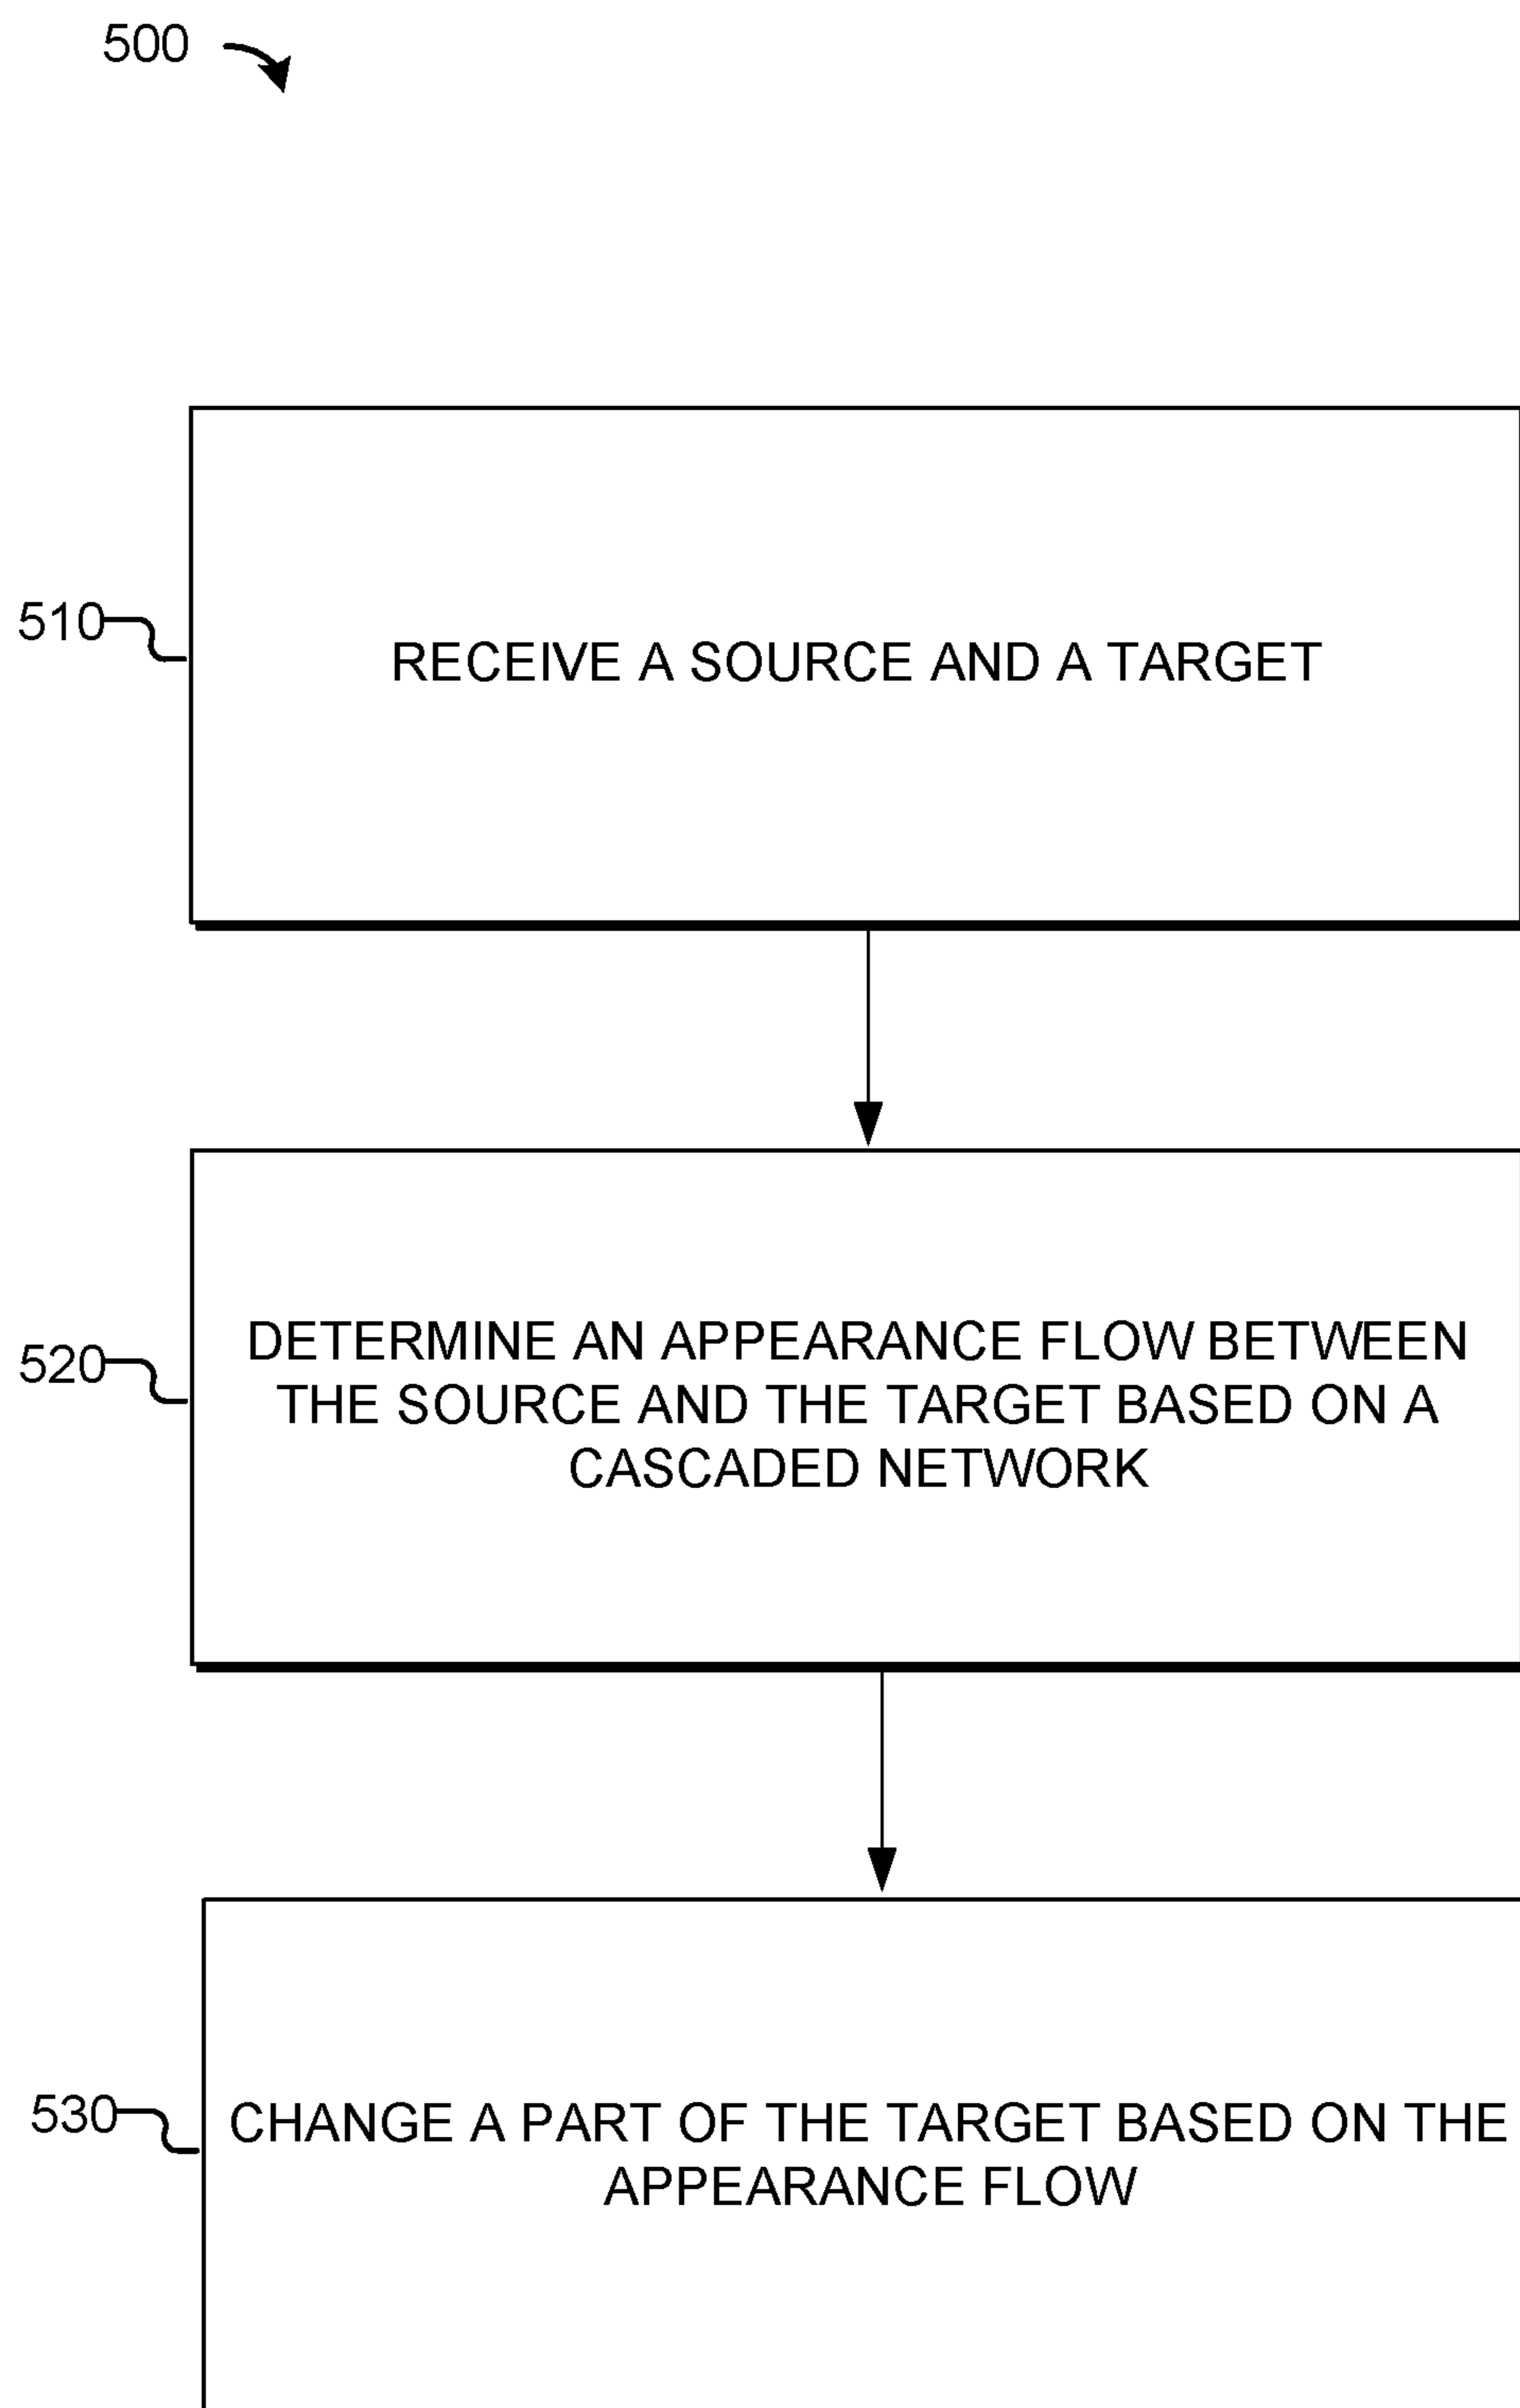 500
510
RECEIVE A SOURCE AND A TARGET
520
DETERMINE AN APPEARANCE FLOW BETWEEN
THE SOURCE AND THE TARGET BASED ON A
CASCADED NETWORK
530
CHANGE A PART OF THE TARGET BASED ON THE
APPEARANCE FLOW